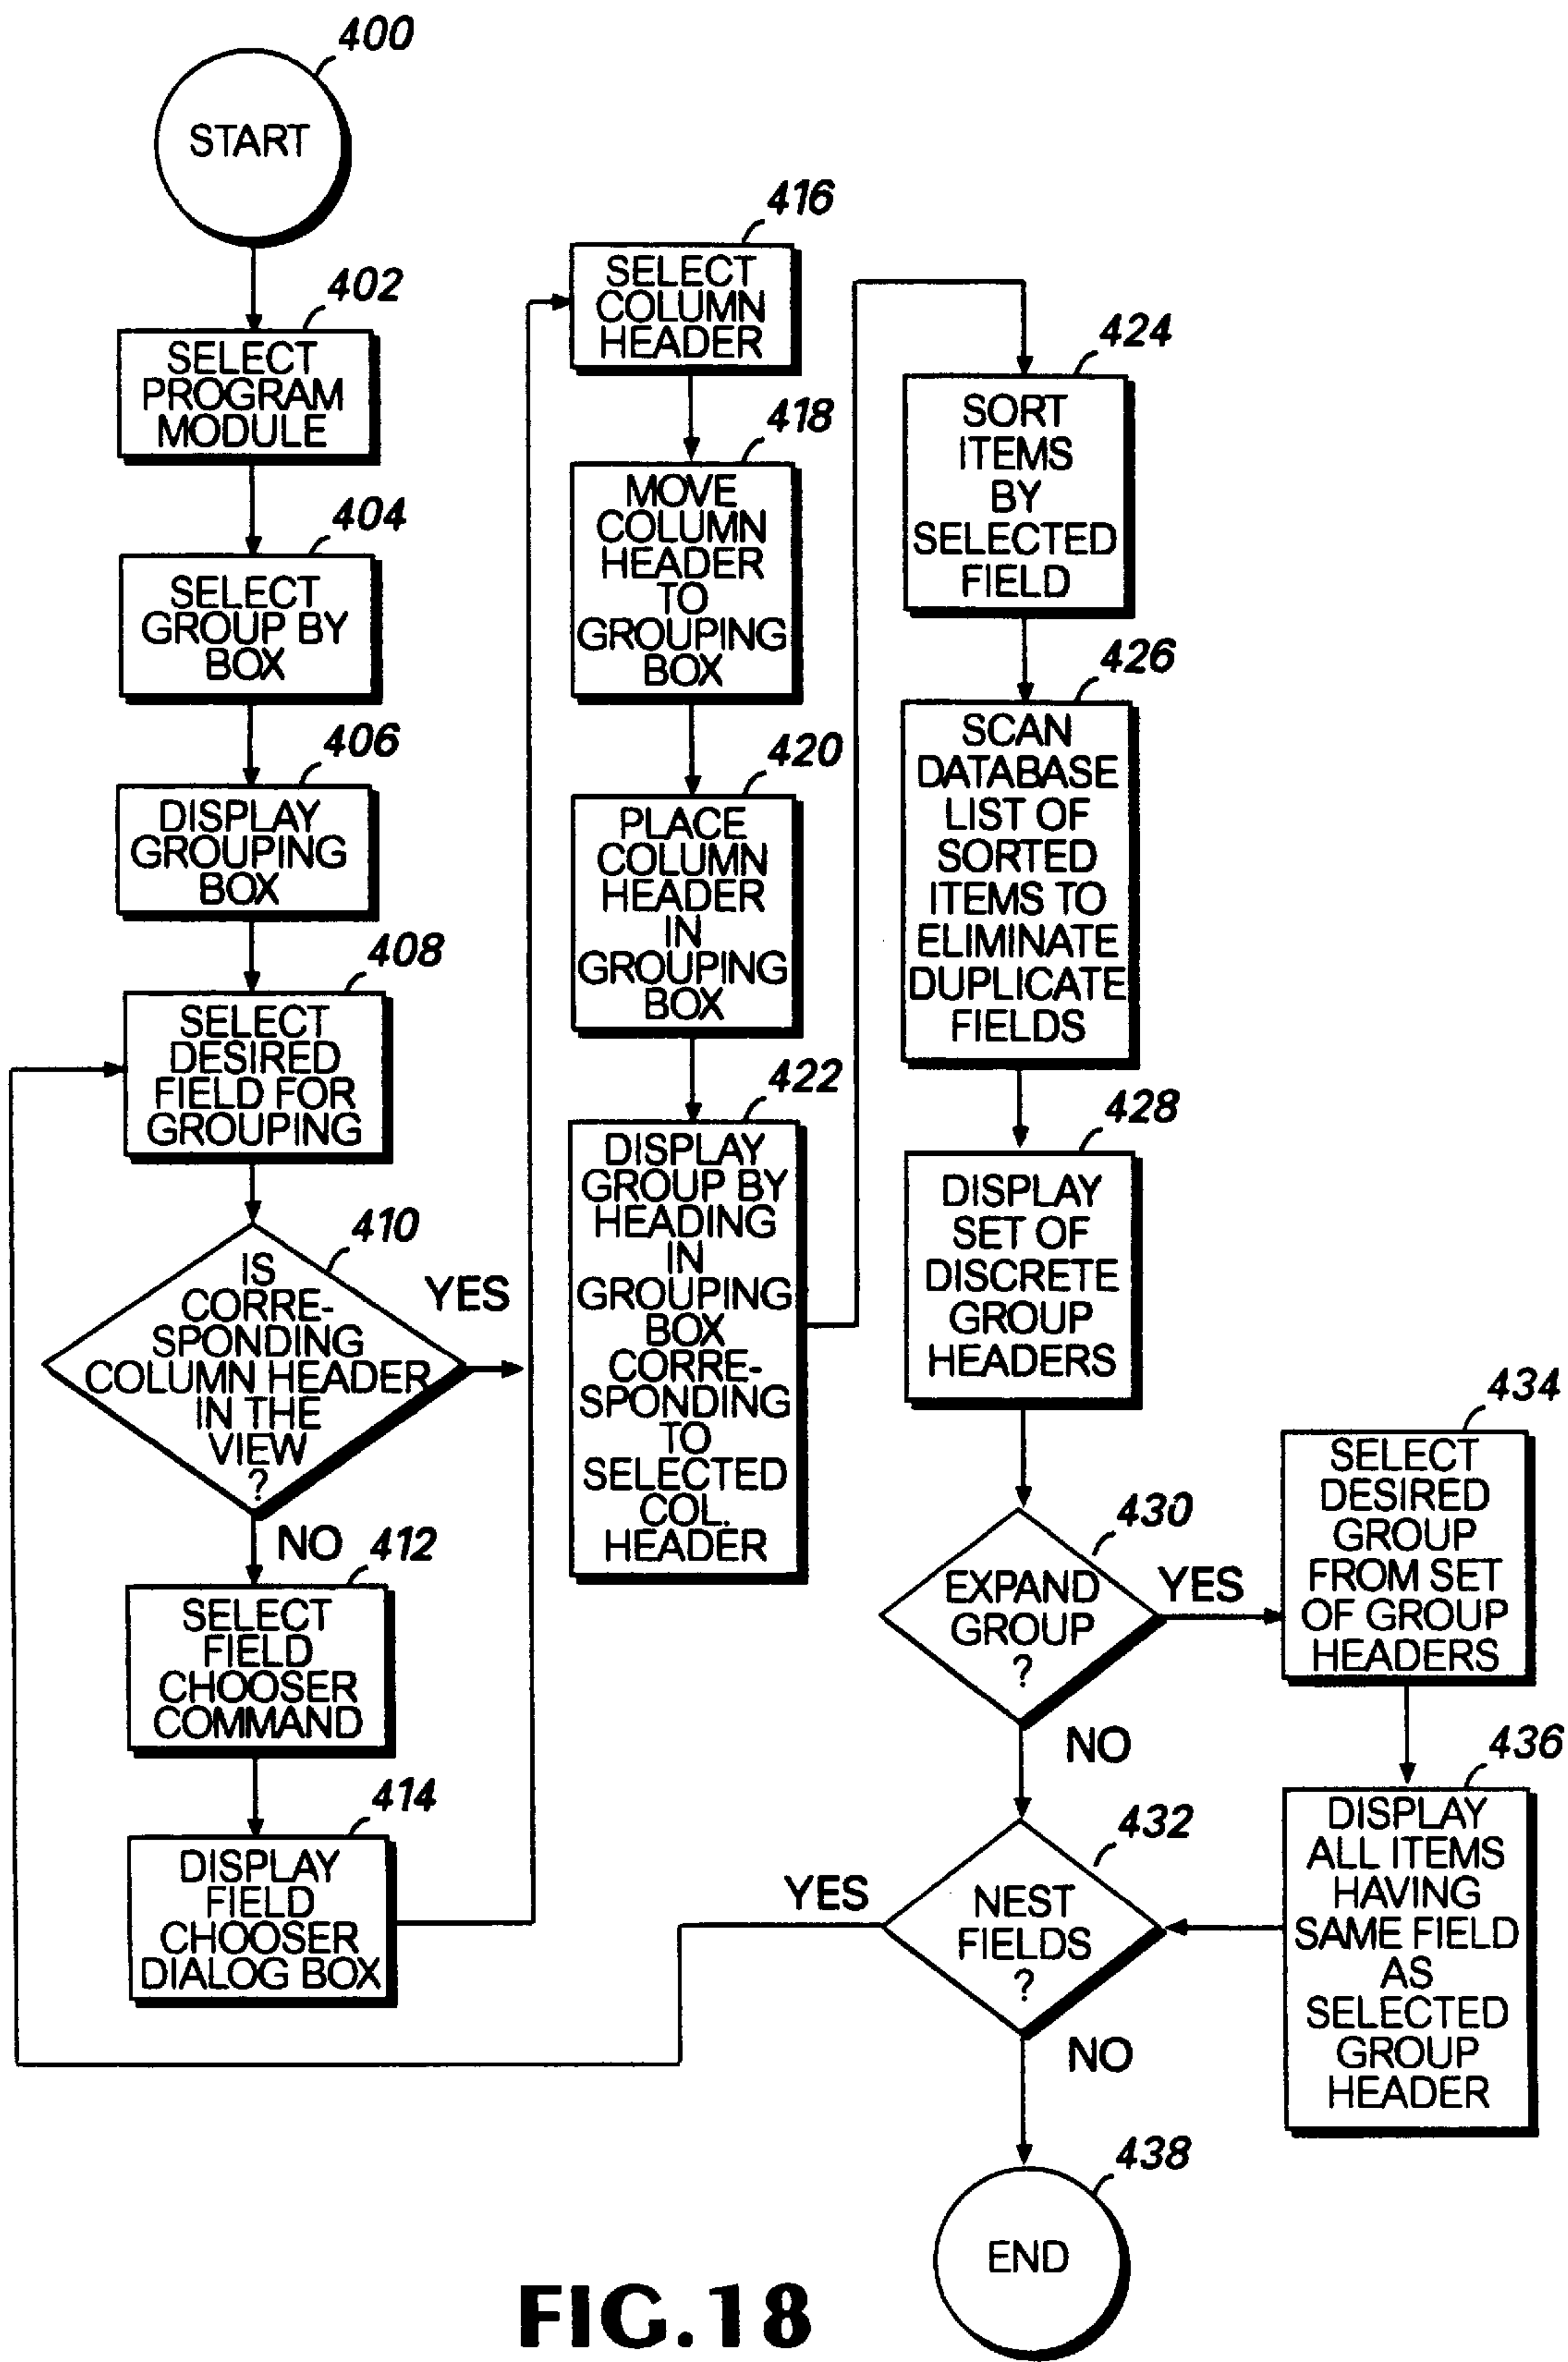 400
START
402
SELECT
PROGRAM
MODULE
404
SELECT
GROUP BY
BOX
406
DISPLAY
GROUPING
BOX
408
SELECT
DESIRED
FIELD FOR
GROUPING
410
IS
CORRE-
SPONDING
COLUMN HEADER
IN THE
VIEW
?
YES
NO
412
SELECT
FIELD
CHOOSER
COMMAND
414
DISPLAY
FIELD
CHOOSER
DIALOG BOX
416
SELECT
COLUMN
HEADER
418
MOVE
COLUMN
HEADER
TO
GROUPING
BOX
420
PLACE
COLUMN
HEADER
IN
GROUPING
BOX
422
DISPLAY
GROUP BY
HEADING
IN
GROUPING
BOX
CORRE-
SPONDING
TO
SELECTED
COL.
HEADER
424
SORT
ITEMS
BY
SELECTED
FIELD
426
SCAN
DATABASE
LIST OF
SORTED
ITEMS TO
ELIMINATE
DUPLICATE
FIELDS
428
DISPLAY
SET OF
DISCRETE
GROUP
HEADERS
430
EXPAND
GROUP
?
YES
NO
434
SELECT
DESIRED
GROUP
FROM SET
OF GROUP
HEADERS
436
DISPLAY
ALL ITEMS
HAVING
SAME FIELD
AS
SELECTED
GROUP
HEADER
432
NEST
FIELDS
?
YES
NO
438
END
FIG.18